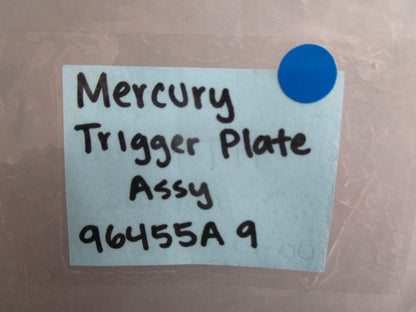 Mercury
Trigger Plate
Assy
96455A 9